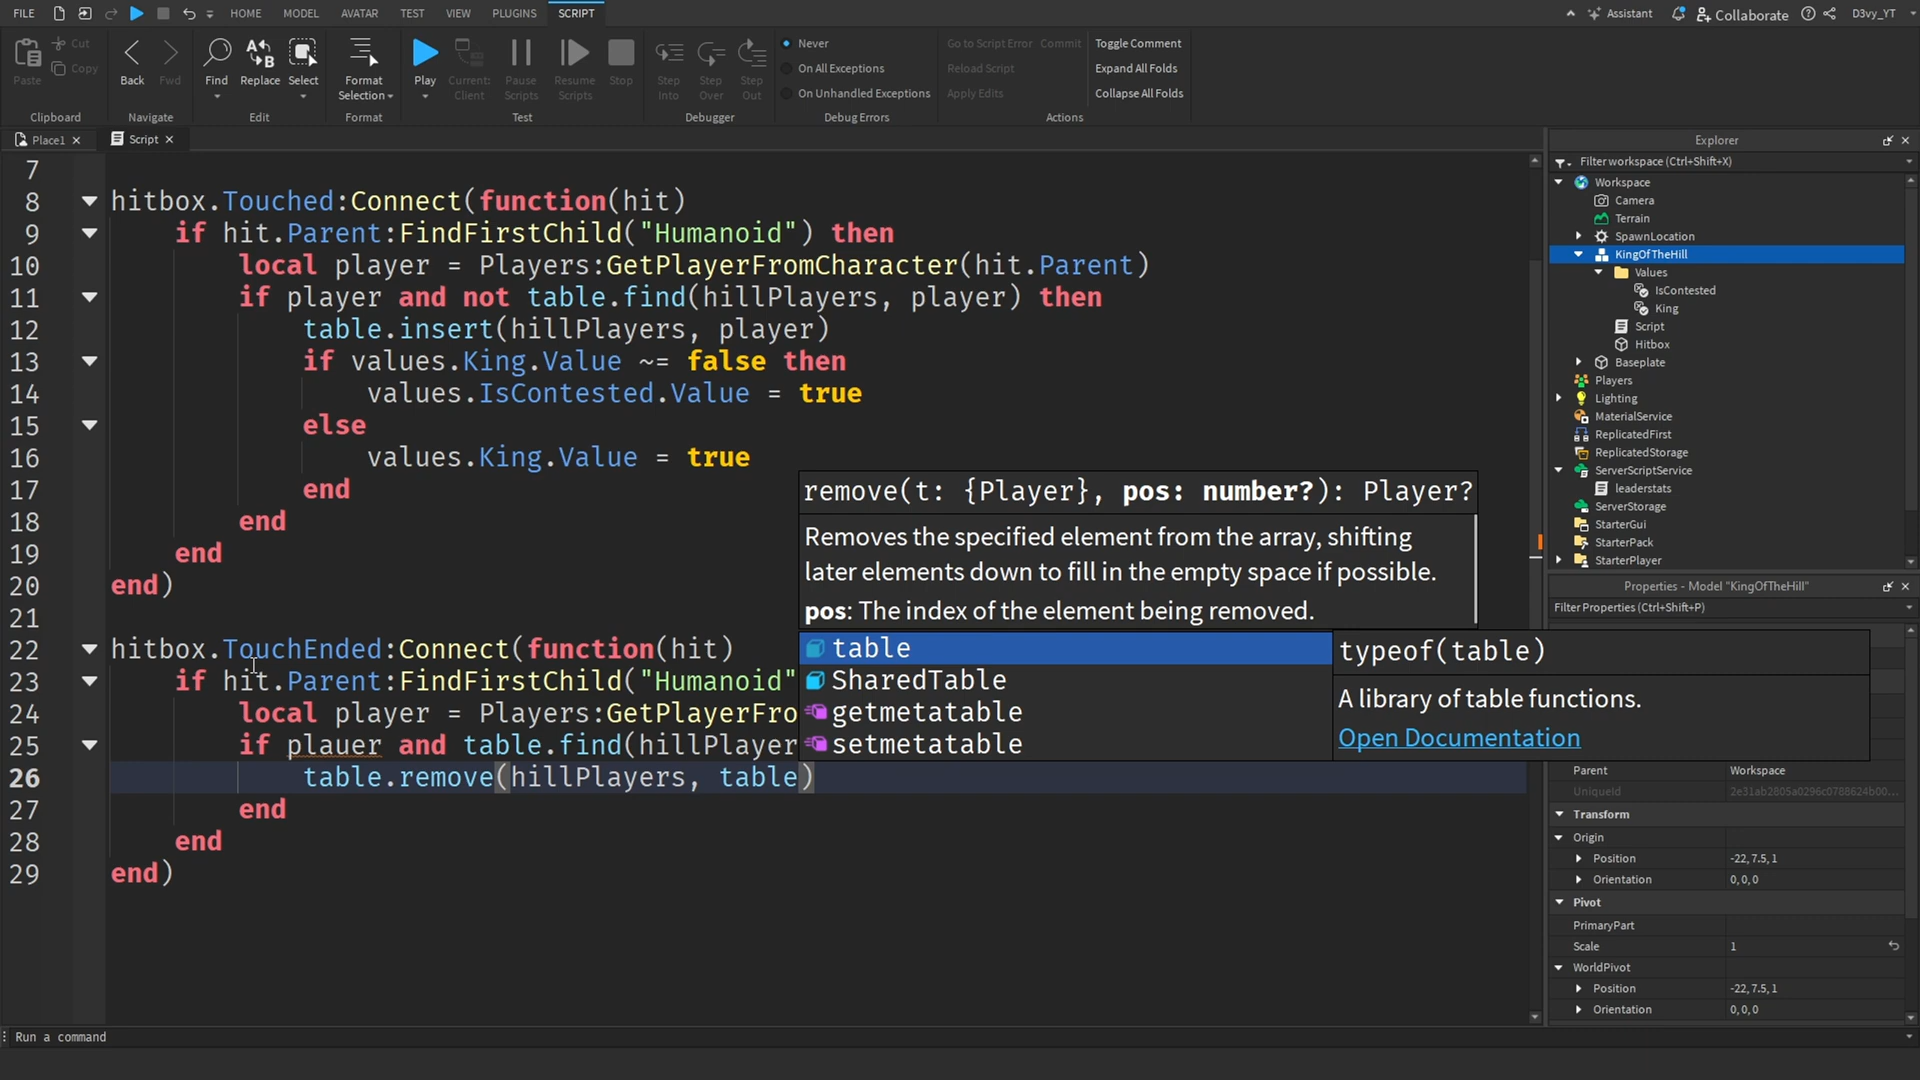 FILE HOME MODEL AVATAR TEST VIEW PLUGINS SCRIPT Assistant Collaborate D3vy_YT
Paste Cut Copy Back Fwd Find Replace Select Format Selection Play Current: Client Pause Scripts Resume Scripts Stop Step Into Step Over Step Out
Never
On All Exceptions
On Unhandled Exceptions
Go to Script Error Commit
Reload Script
Apply Edits
Toggle Comment
Expand All Folds
Collapse All Folds
Clipboard Navigate Edit Format Test Debugger Debug Errors Actions
Place1 Script
7
8 hitbox.Touched:Connect(function(hit)
9 if hit.Parent:FindFirstChild("Humanoid") then
10 local player = Players:GetPlayerFromCharacter(hit.Parent)
11 if player and not table.find(hillPlayers, player) then
12 table.insert(hillPlayers, player)
13 if values.King.Value ~= false then
14 values.IsContested.Value = true
15 else
16 values.King.Value = true
17 end
18 end
19 end
20 end)
21
22 hitbox.TouchEnded:Connect(function(hit)
23 if hit.Parent:FindFirstChild("Humanoid"
24 local player = Players:GetPlayerFro
25 if plauer and table.find(hillPlayer
26 table.remove(hillPlayers, table)
27 end
28 end
29 end)
remove(t: {Player}, pos: number?): Player?
Removes the specified element from the array, shifting
later elements down to fill in the empty space if possible.
pos: The index of the element being removed.
table
SharedTable
getmetatable
setmetatable
typeof(table)
A library of table functions.
Open Documentation
Explorer
Filter workspace (Ctrl+Shift+X)
Workspace
Camera
Terrain
SpawnLocation
KingOfTheHill
Values
IsContested
King
Script
Hitbox
Baseplate
Players
Lighting
MaterialService
ReplicatedFirst
ReplicatedStorage
ServerScriptService
leaderstats
ServerStorage
StarterGui
StarterPack
StarterPlayer
Properties - Model "KingOfTheHill"
Filter Properties (Ctrl+Shift+P)
Parent Workspace
UniqueId 2e31ab2805a0296c0788624b00...
Transform
Origin
Position -22, 7.5, 1
Orientation 0, 0, 0
Pivot
PrimaryPart
Scale 1
WorldPivot
Position -22, 7.5, 1
Orientation 0, 0, 0
Run a command